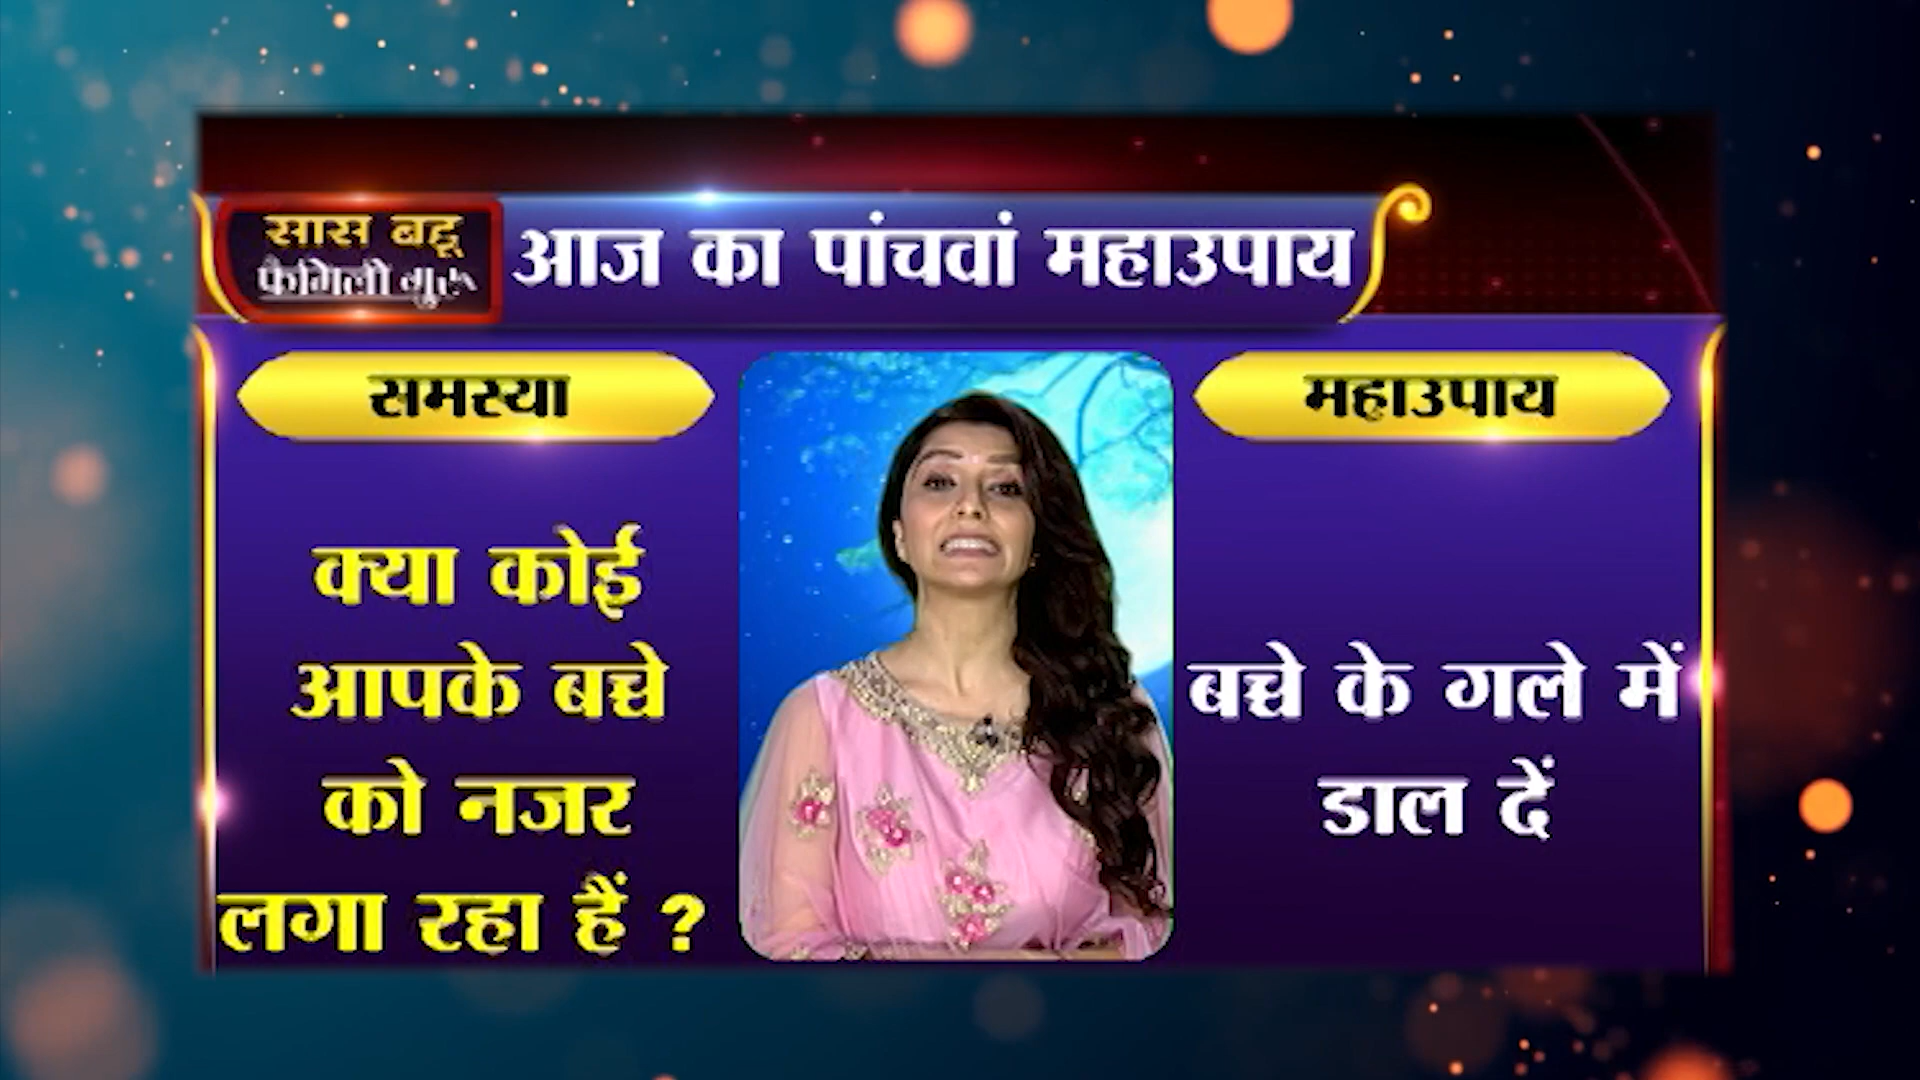 सास बहू
फैमिली गुरु
आज का पांचवां महाउपाय
समस्या
क्या कोई
आपके बच्चे
को नजर
लगा रहा हैं ?
महाउपाय
बच्चे के गले में
डाल दें